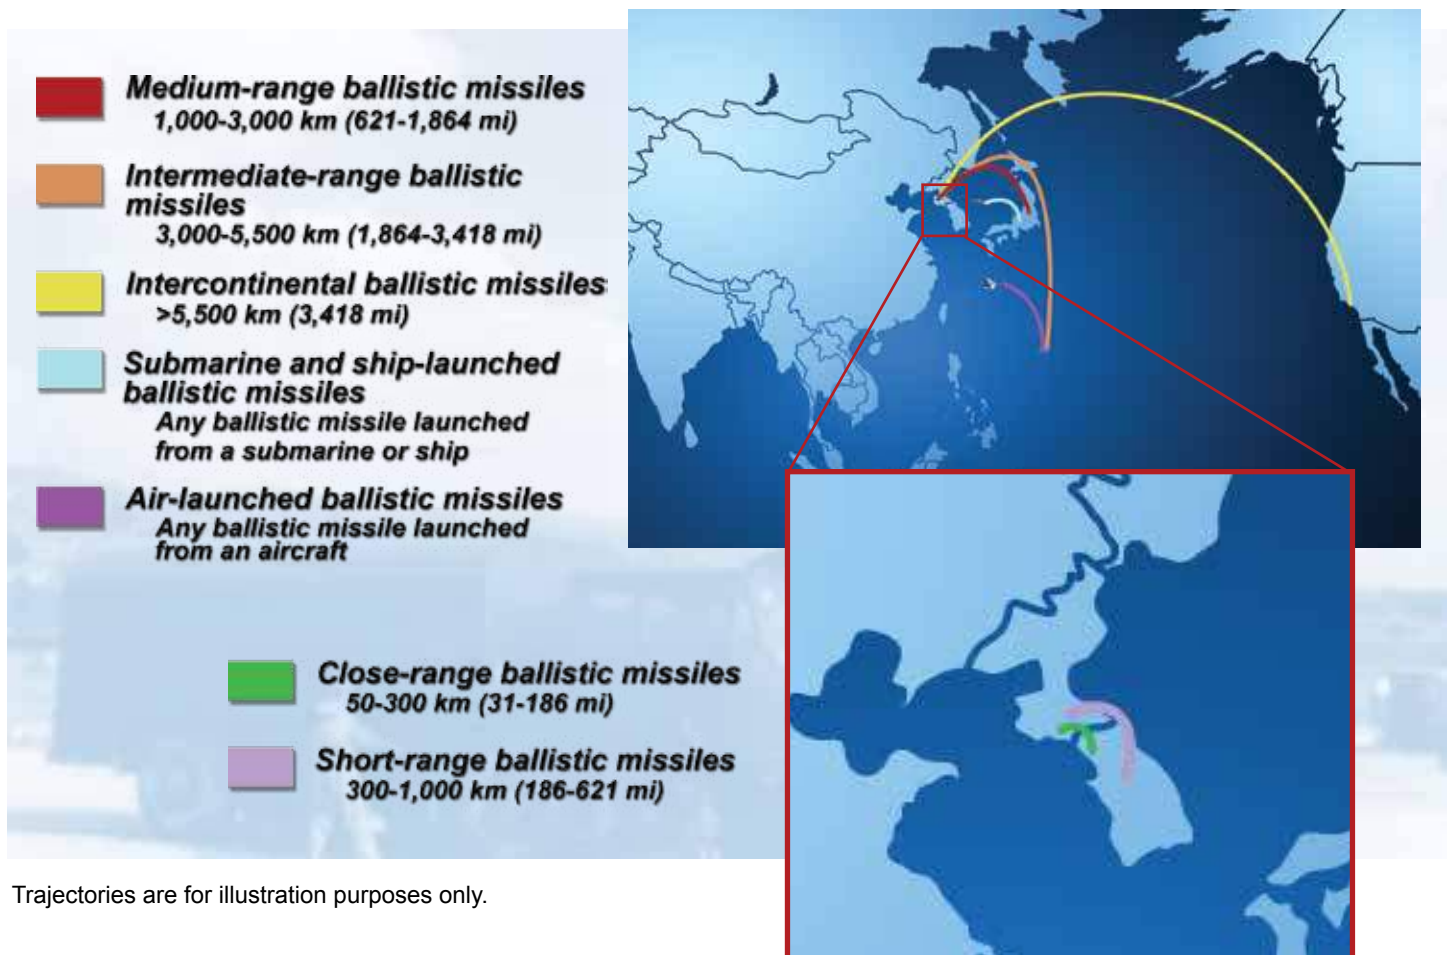 Medium-range ballistic missiles
1,000-3,000 km (621-1,864 mi)
Intermediate-range ballistic
missiles
3,000-5,500 km (1,864-3,418 mi)
Intercontinental ballistic missiles
>5,500 km (3,418 mi)
Submarine and ship-launched
ballistic missiles
Any ballistic missile launched
from a submarine or ship
Air-launched ballistic missiles
Any ballistic missile launched
from an aircraft
Close-range ballistic missiles
50-300 km (31-186 mi)
Short-range ballistic missiles
300-1,000 km (186-621 mi)
Trajectories are for illustration purposes only.